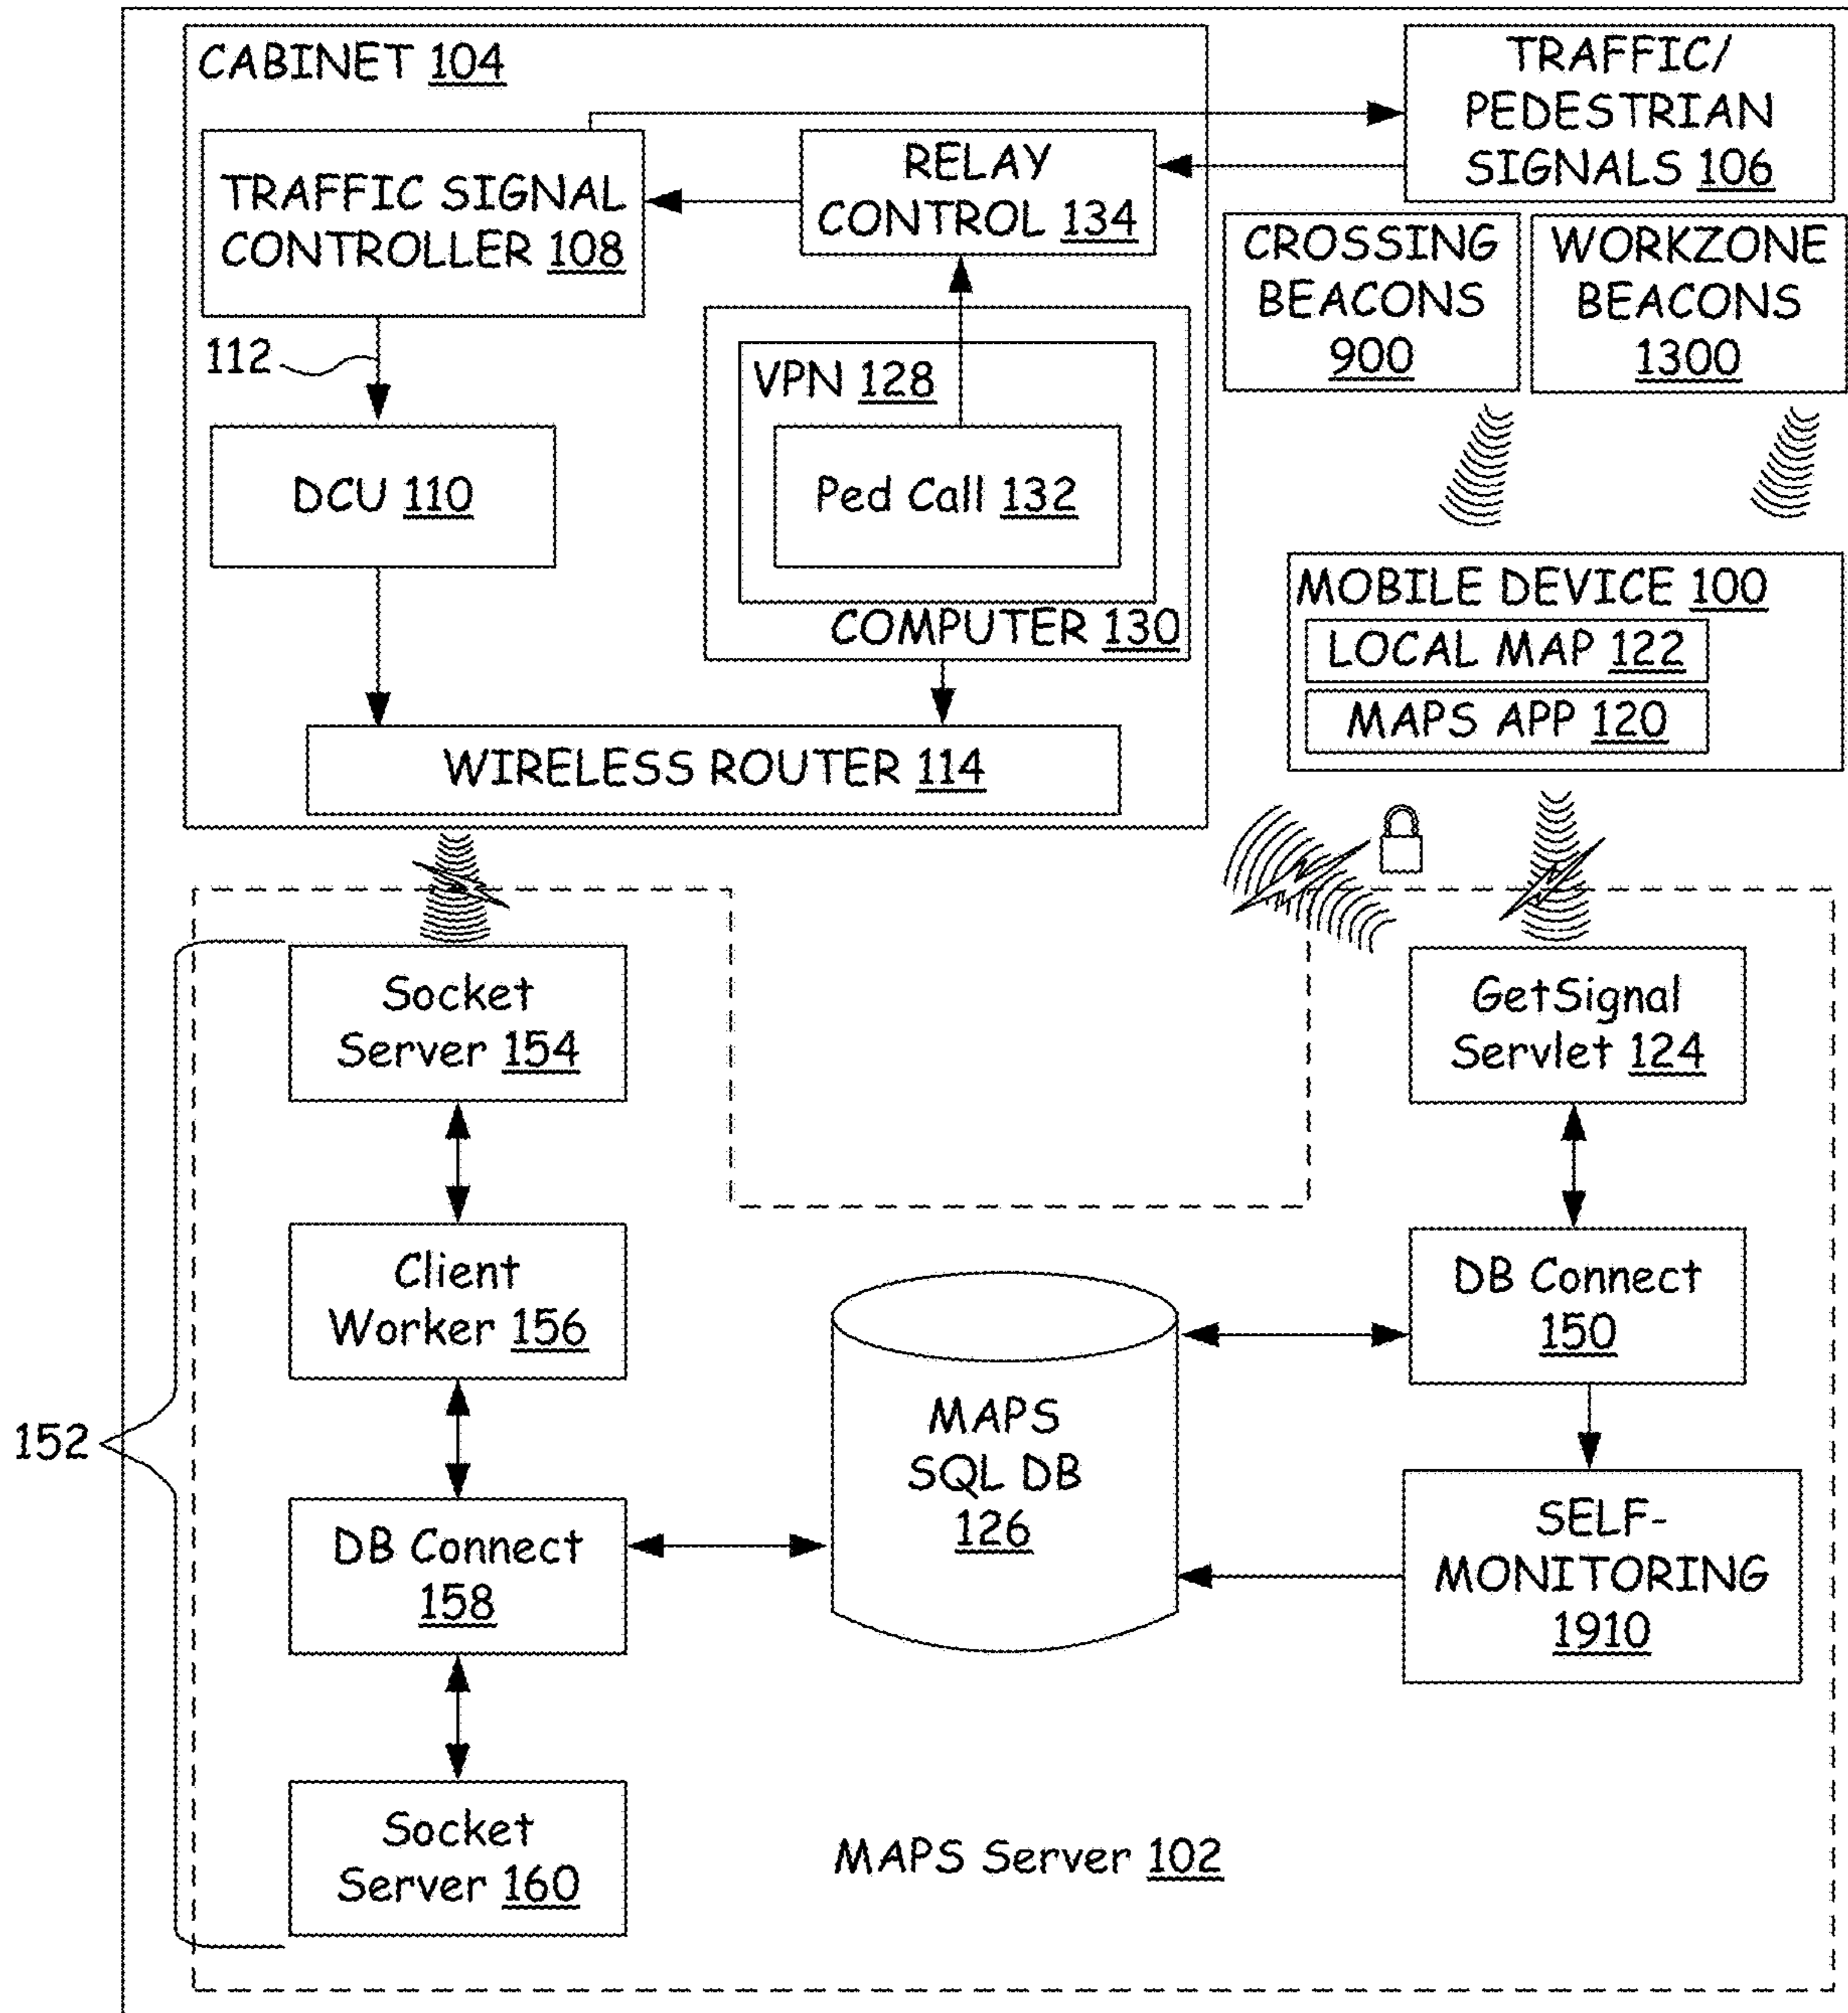 CABINET 104
TRAFFIC/
PEDESTRIAN
SIGNALS 106
TRAFFIC SIGNAL
CONTROLLER 108
RELAY
CONTROL 134
CROSSING
BEACONS
900
WORKZONE
BEACONS
1300
112
VPN 128
DCU 110
Ped Call 132
COMPUTER 130
MOBILE DEVICE 100
LOCAL MAP 122
MAPS APP 120
WIRELESS ROUTER 114
Socket
Server 154
GetSignal
Servlet 124
Client
Worker 156
DB Connect
150
152
MAPS
SQL DB
126
DB Connect
158
SELF-
MONITORING
1910
Socket
Server 160
MAPS Server 102